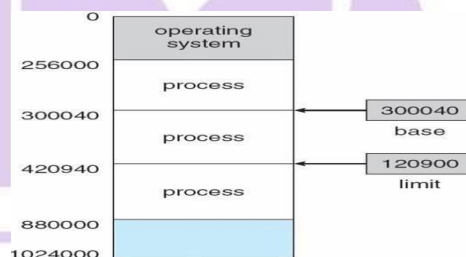 0
operating
system
256000
process
300040
300040
base
process
420940
120900
limit
process
880000
1024000